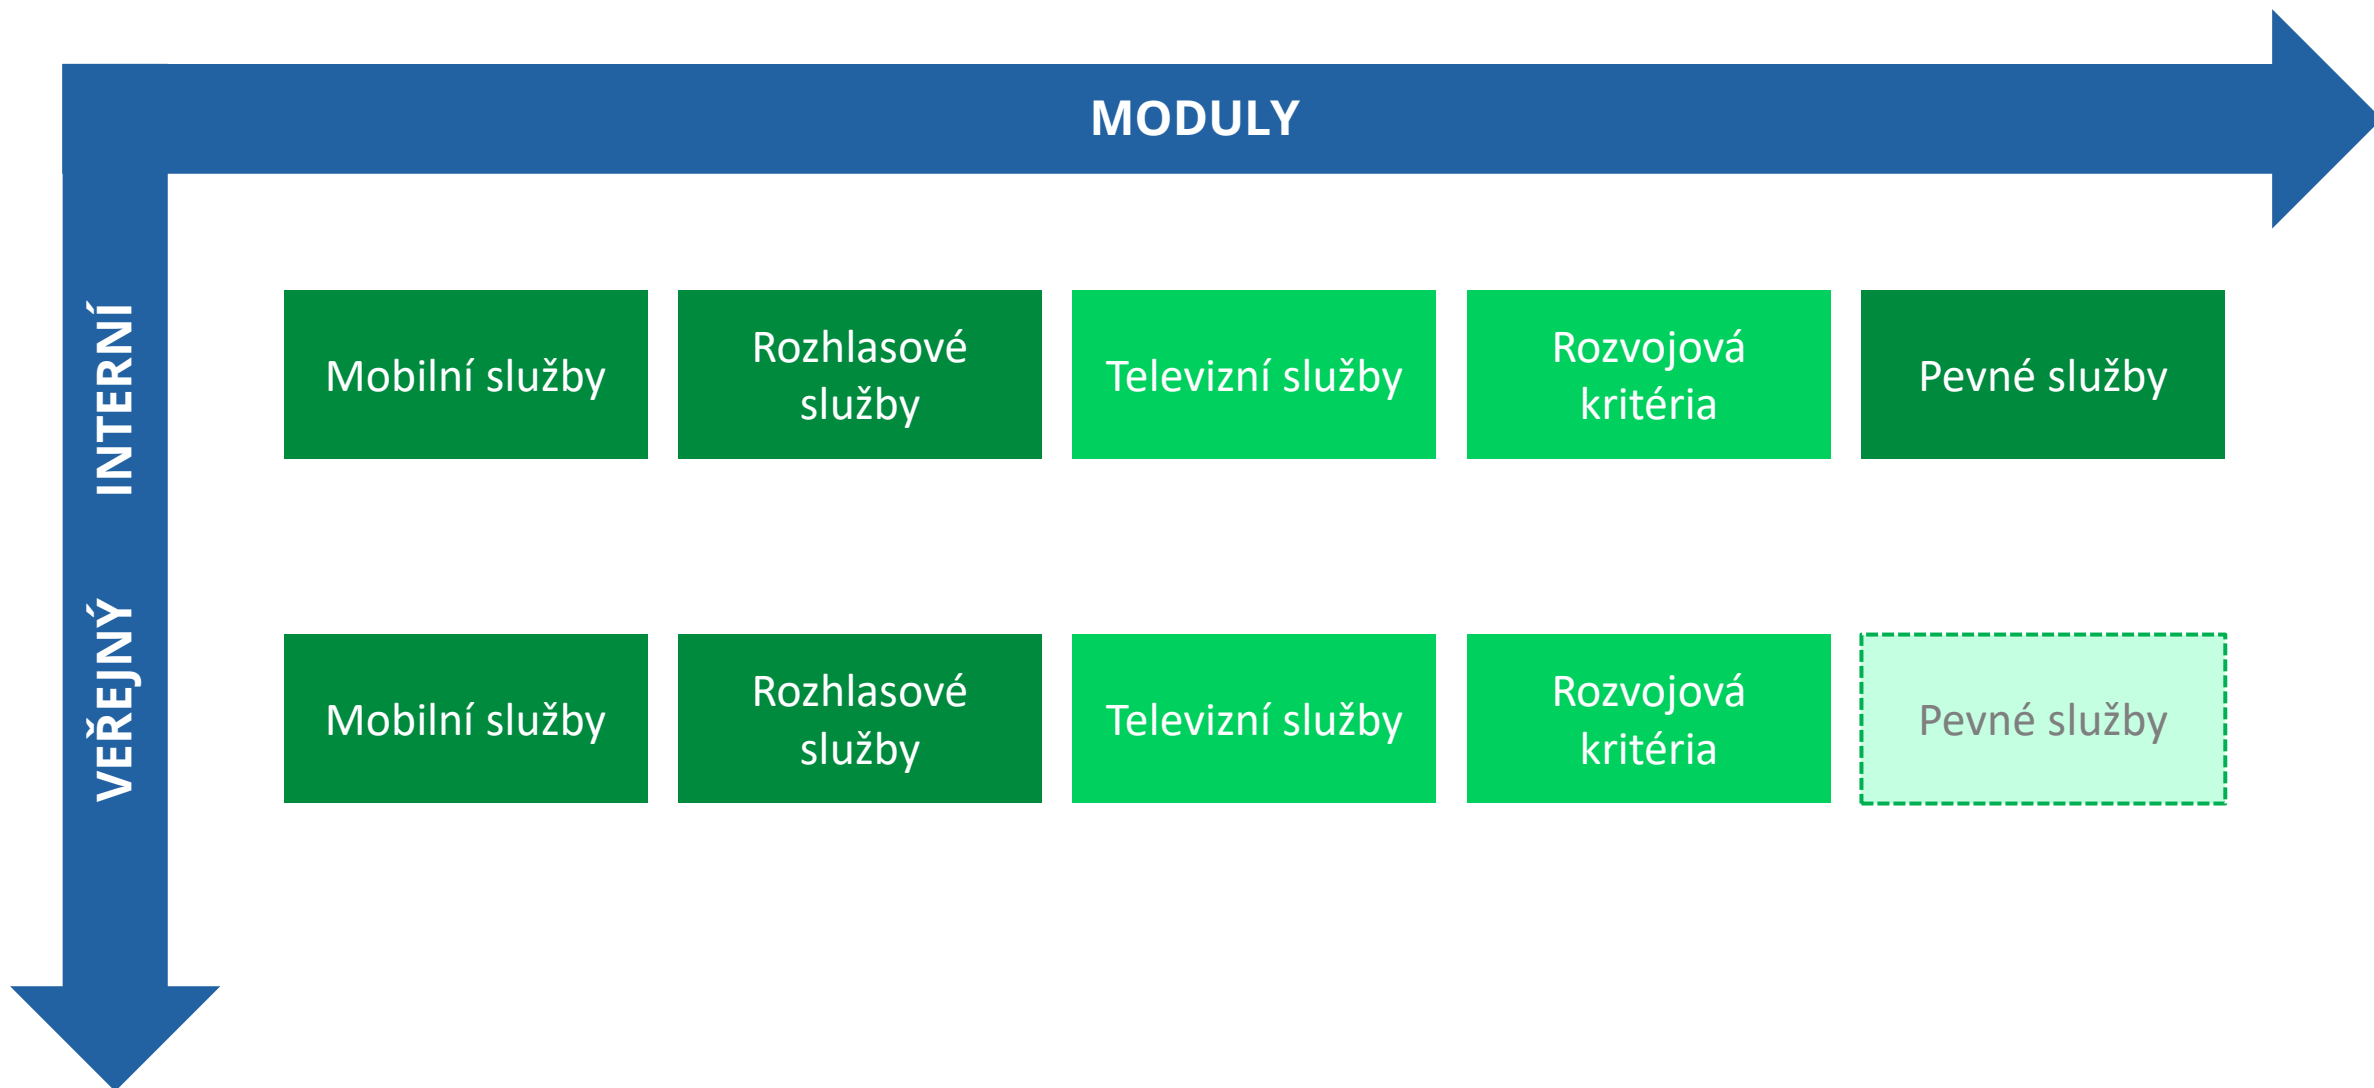 MODULY
INTERNÍ
Mobilní služby
Rozhlasové
služby
Televizní služby
Rozvojová
kritéria
Pevné služby
VEŘEJNÝ
Mobilní služby
Rozhlasové
služby
Televizní služby
Rozvojová
kritéria
Pevné služby